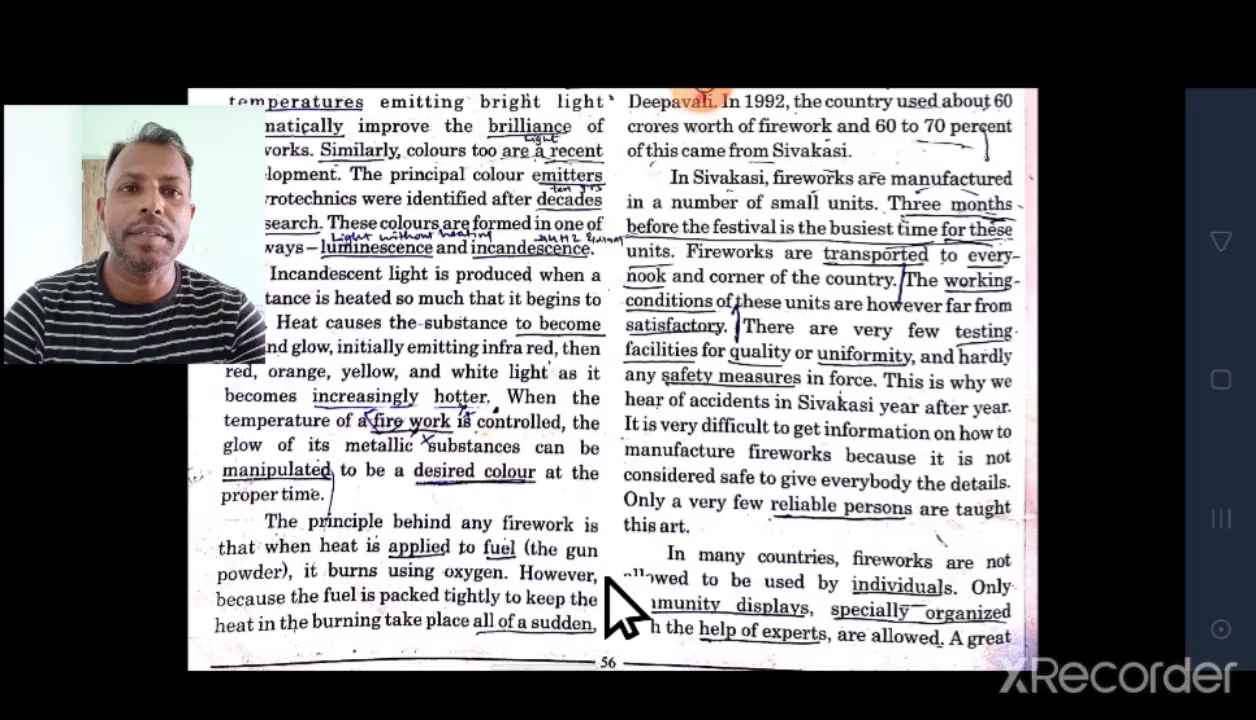 temperatures emitting bright light
matically improve the brilliance of
light
works. Similarly, colours too are a recent
lopment. The principal colour emitters
ten yrs
rotechnics were identified after decades
search. These colours are formed in one of
Light without heating
ways – luminescence and incandescence.
Incandescent light is produced when a
tance is heated so much that it begins to
Heat causes the substance to become
nd glow, initially emitting infra red, then
red, orange, yellow, and white light as it
becomes increasingly hotter. When the
temperature of a fire work is controlled, the
glow of its metallic substances can be
manipulated to be a desired colour at the
proper time.
The principle behind any firework is
that when heat is applied to fuel (the gun
powder), it burns using oxygen. However,
because the fuel is packed tightly to keep the
heat in the burning take place all of a sudden,
Deepavali. In 1992, the country used about 60
crores worth of firework and 60 to 70 percent
of this came from Sivakasi.
In Sivakasi, fireworks are manufactured
in a number of small units. Three months
before the festival is the busiest time for these
units. Fireworks are transported to every
nook and corner of the country. The working
conditions of these units are however far from
satisfactory. There are very few testing
facilities for quality or uniformity, and hardly
any safety measures in force. This is why we
hear of accidents in Sivakasi year after year.
It is very difficult to get information on how to
manufacture fireworks because it is not
considered safe to give everybody the details.
Only a very few reliable persons are taught
this art.
In many countries, fireworks are not
llowed to be used by individuals. Only
munity displays, specially organized
h the help of experts, are allowed. A great
56
XRecorder